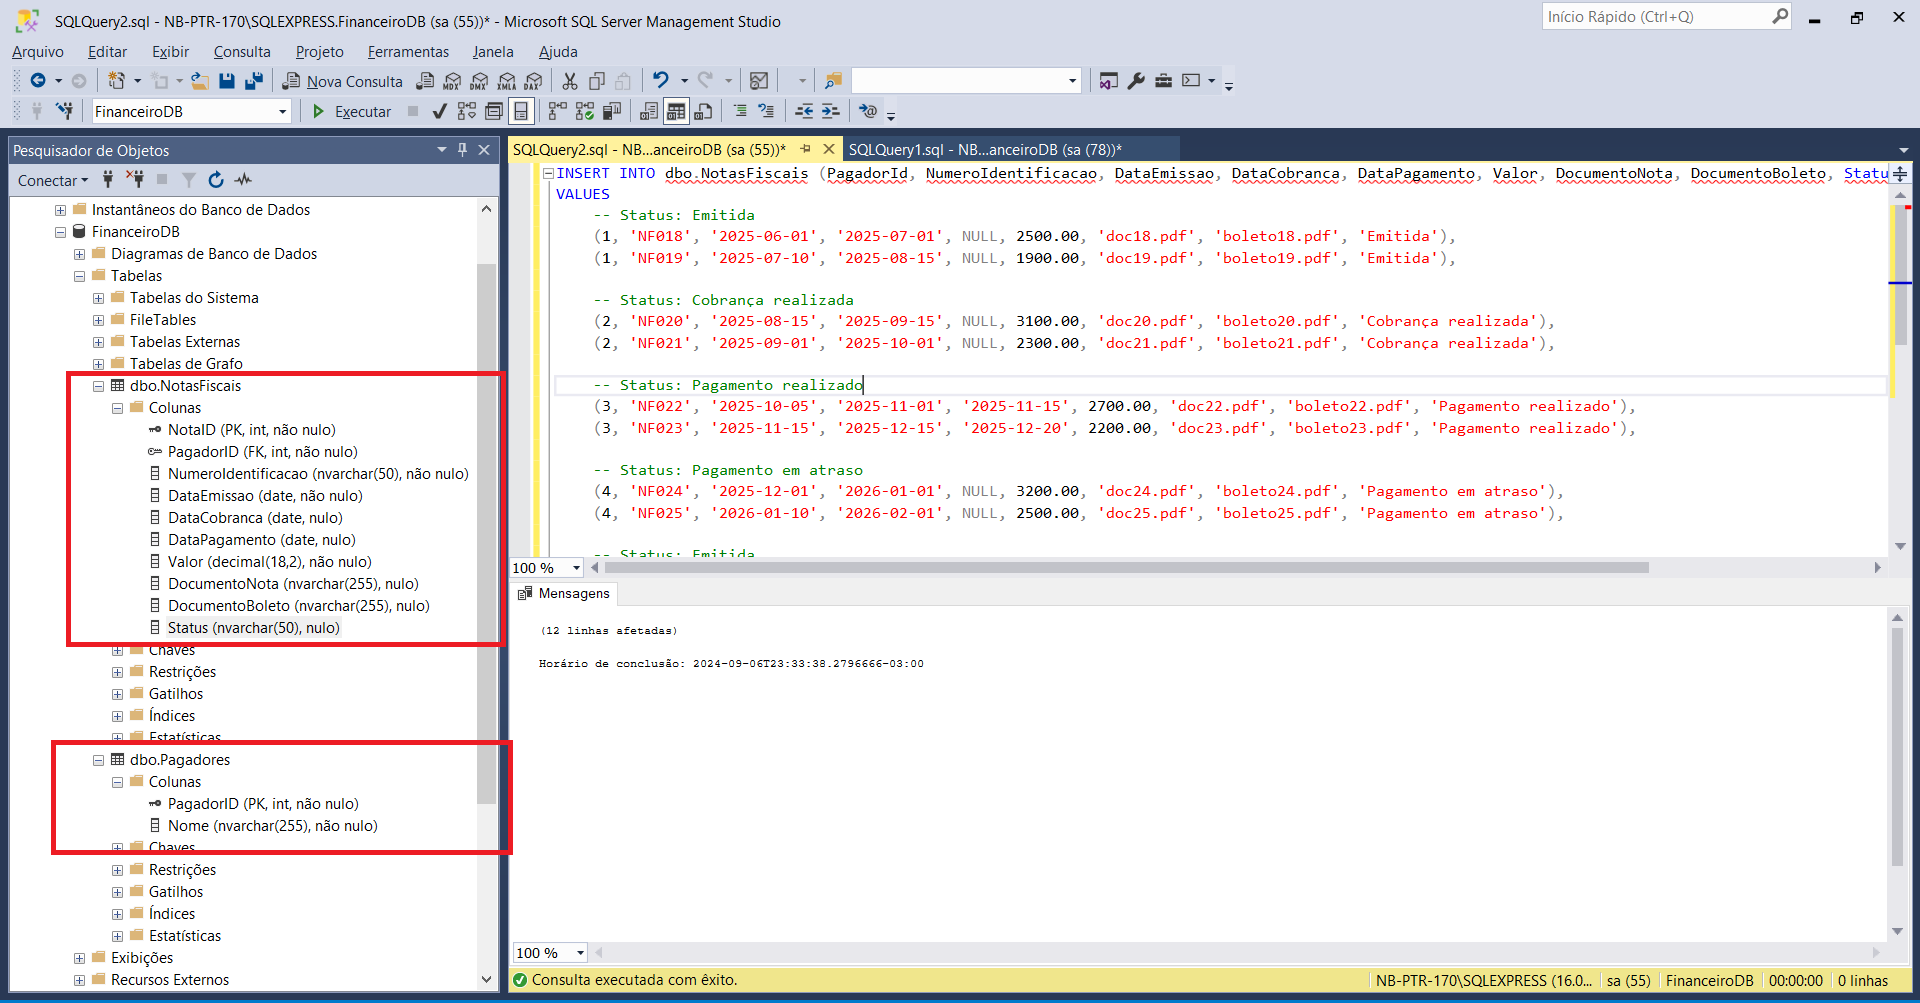 SQLQuery2.sql - NB-PTR-170\SQLEXPRESS.FinanceiroDB (sa (55))* - Microsoft SQL Server Management Studio
Início Rápido (Ctrl+Q)
Arquivo Editar Exibir Consulta Projeto Ferramentas Janela Ajuda
Nova Consulta MDX DMX XMLA DAX
FinanceiroDB Executar
Pesquisador de Objetos
Conectar
Instantâneos do Banco de Dados
FinanceiroDB
Diagramas de Banco de Dados
Tabelas
Tabelas do Sistema
FileTables
Tabelas Externas
Tabelas de Grafo
dbo.NotasFiscais
Colunas
NotaID (PK, int, não nulo)
PagadorID (FK, int, não nulo)
NumeroIdentificacao (nvarchar(50), não nulo)
DataEmissao (date, não nulo)
DataCobranca (date, nulo)
DataPagamento (date, nulo)
Valor (decimal(18,2), não nulo)
DocumentoNota (nvarchar(255), nulo)
DocumentoBoleto (nvarchar(255), nulo)
Status (nvarchar(50), nulo)
Chaves
Restrições
Gatilhos
Índices
Estatísticas
dbo.Pagadores
Colunas
PagadorID (PK, int, não nulo)
Nome (nvarchar(255), não nulo)
Chaves
Restrições
Gatilhos
Índices
Estatísticas
Exibições
Recursos Externos
SQLQuery2.sql - NB...anceiroDB (sa (55))* SQLQuery1.sql - NB...anceiroDB (sa (78))*
INSERT INTO dbo.NotasFiscais (PagadorId, NumeroIdentificacao, DataEmissao, DataCobranca, DataPagamento, Valor, DocumentoNota, DocumentoBoleto, Statu
VALUES
-- Status: Emitida
(1, 'NF018', '2025-06-01', '2025-07-01', NULL, 2500.00, 'doc18.pdf', 'boleto18.pdf', 'Emitida'),
(1, 'NF019', '2025-07-10', '2025-08-15', NULL, 1900.00, 'doc19.pdf', 'boleto19.pdf', 'Emitida'),
-- Status: Cobrança realizada
(2, 'NF020', '2025-08-15', '2025-09-15', NULL, 3100.00, 'doc20.pdf', 'boleto20.pdf', 'Cobrança realizada'),
(2, 'NF021', '2025-09-01', '2025-10-01', NULL, 2300.00, 'doc21.pdf', 'boleto21.pdf', 'Cobrança realizada'),
-- Status: Pagamento realizado
(3, 'NF022', '2025-10-05', '2025-11-01', '2025-11-15', 2700.00, 'doc22.pdf', 'boleto22.pdf', 'Pagamento realizado'),
(3, 'NF023', '2025-11-15', '2025-12-15', '2025-12-20', 2200.00, 'doc23.pdf', 'boleto23.pdf', 'Pagamento realizado'),
-- Status: Pagamento em atraso
(4, 'NF024', '2025-12-01', '2026-01-01', NULL, 3200.00, 'doc24.pdf', 'boleto24.pdf', 'Pagamento em atraso'),
(4, 'NF025', '2026-01-10', '2026-02-01', NULL, 2500.00, 'doc25.pdf', 'boleto25.pdf', 'Pagamento em atraso'),
-- Status: Emitida
100 %
Mensagens
(12 linhas afetadas)
Horário de conclusão: 2024-09-06T23:33:38.2796666-03:00
100 %
Consulta executada com êxito. NB-PTR-170\SQLEXPRESS (16.0... sa (55) FinanceiroDB 00:00:00 0 linhas